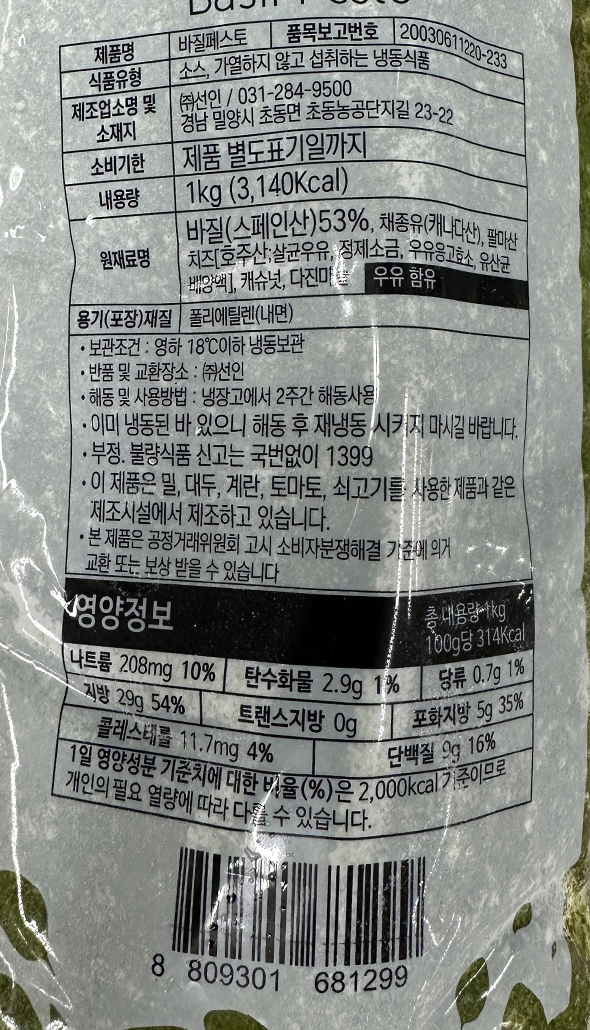 Basil Pesto
제품명 바질페스토 품목보고번호 20030611220-233
식품유형 소스, 가열하지 않고 섭취하는 냉동식품
제조업소명 및 소재지 ㈜선인 / 031-284-9500
경남 밀양시 초동면 초동농공단지길 23-22
소비기한 제품 별도표기일까지
내용량 1kg (3,140Kcal)
원재료명 바질(스페인산)53%, 채종유(캐나다산), 팔마산
치즈[호주산;살균우유, 정제소금, 우유응고효소, 유산균
배양액], 캐슈넛, 다진마늘 우유 함유
용기(포장)재질 폴리에틸렌(내면)
• 보관조건 : 영하 18℃이하 냉동보관
• 반품 및 교환장소 : ㈜선인
• 해동 및 사용방법 : 냉장고에서 2주간 해동사용
• 이미 냉동된 바 있으니 해동 후 재냉동 시키지 마시길 바랍니다.
• 부정. 불량식품 신고는 국번없이 1399
• 이 제품은 밀, 대두, 계란, 토마토, 쇠고기를 사용한 제품과 같은
제조시설에서 제조하고 있습니다.
• 본 제품은 공정거래위원회 고시 소비자분쟁해결 기준에 의거
교환 또는 보상 받을 수 있습니다
영양정보 총 내용량 1kg
100g당 314Kcal
나트륨 208mg 10% 탄수화물 2.9g 1% 당류 0.7g 1%
지방 29g 54% 트랜스지방 0g 포화지방 5g 35%
콜레스테롤 11.7mg 4% 단백질 9g 16%
1일 영양성분 기준치에 대한 비율(%)은 2,000kcal 기준이므로
개인의 필요 열량에 따라 다를 수 있습니다.
8 809301 681299